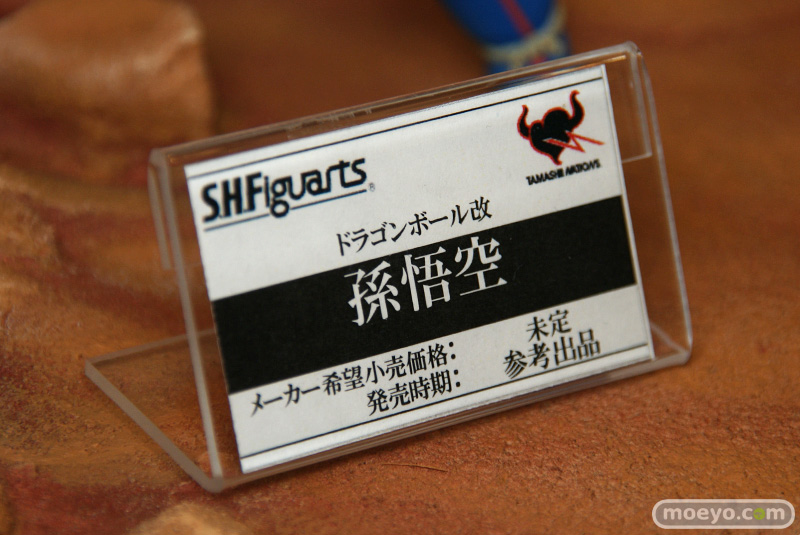 S.H.Figuarts®
TAMASHII NATIONS
ドラゴンボール改
孫悟空
メーカー希望小売価格： 未定
発売時期： 参考出品
moeyo.com